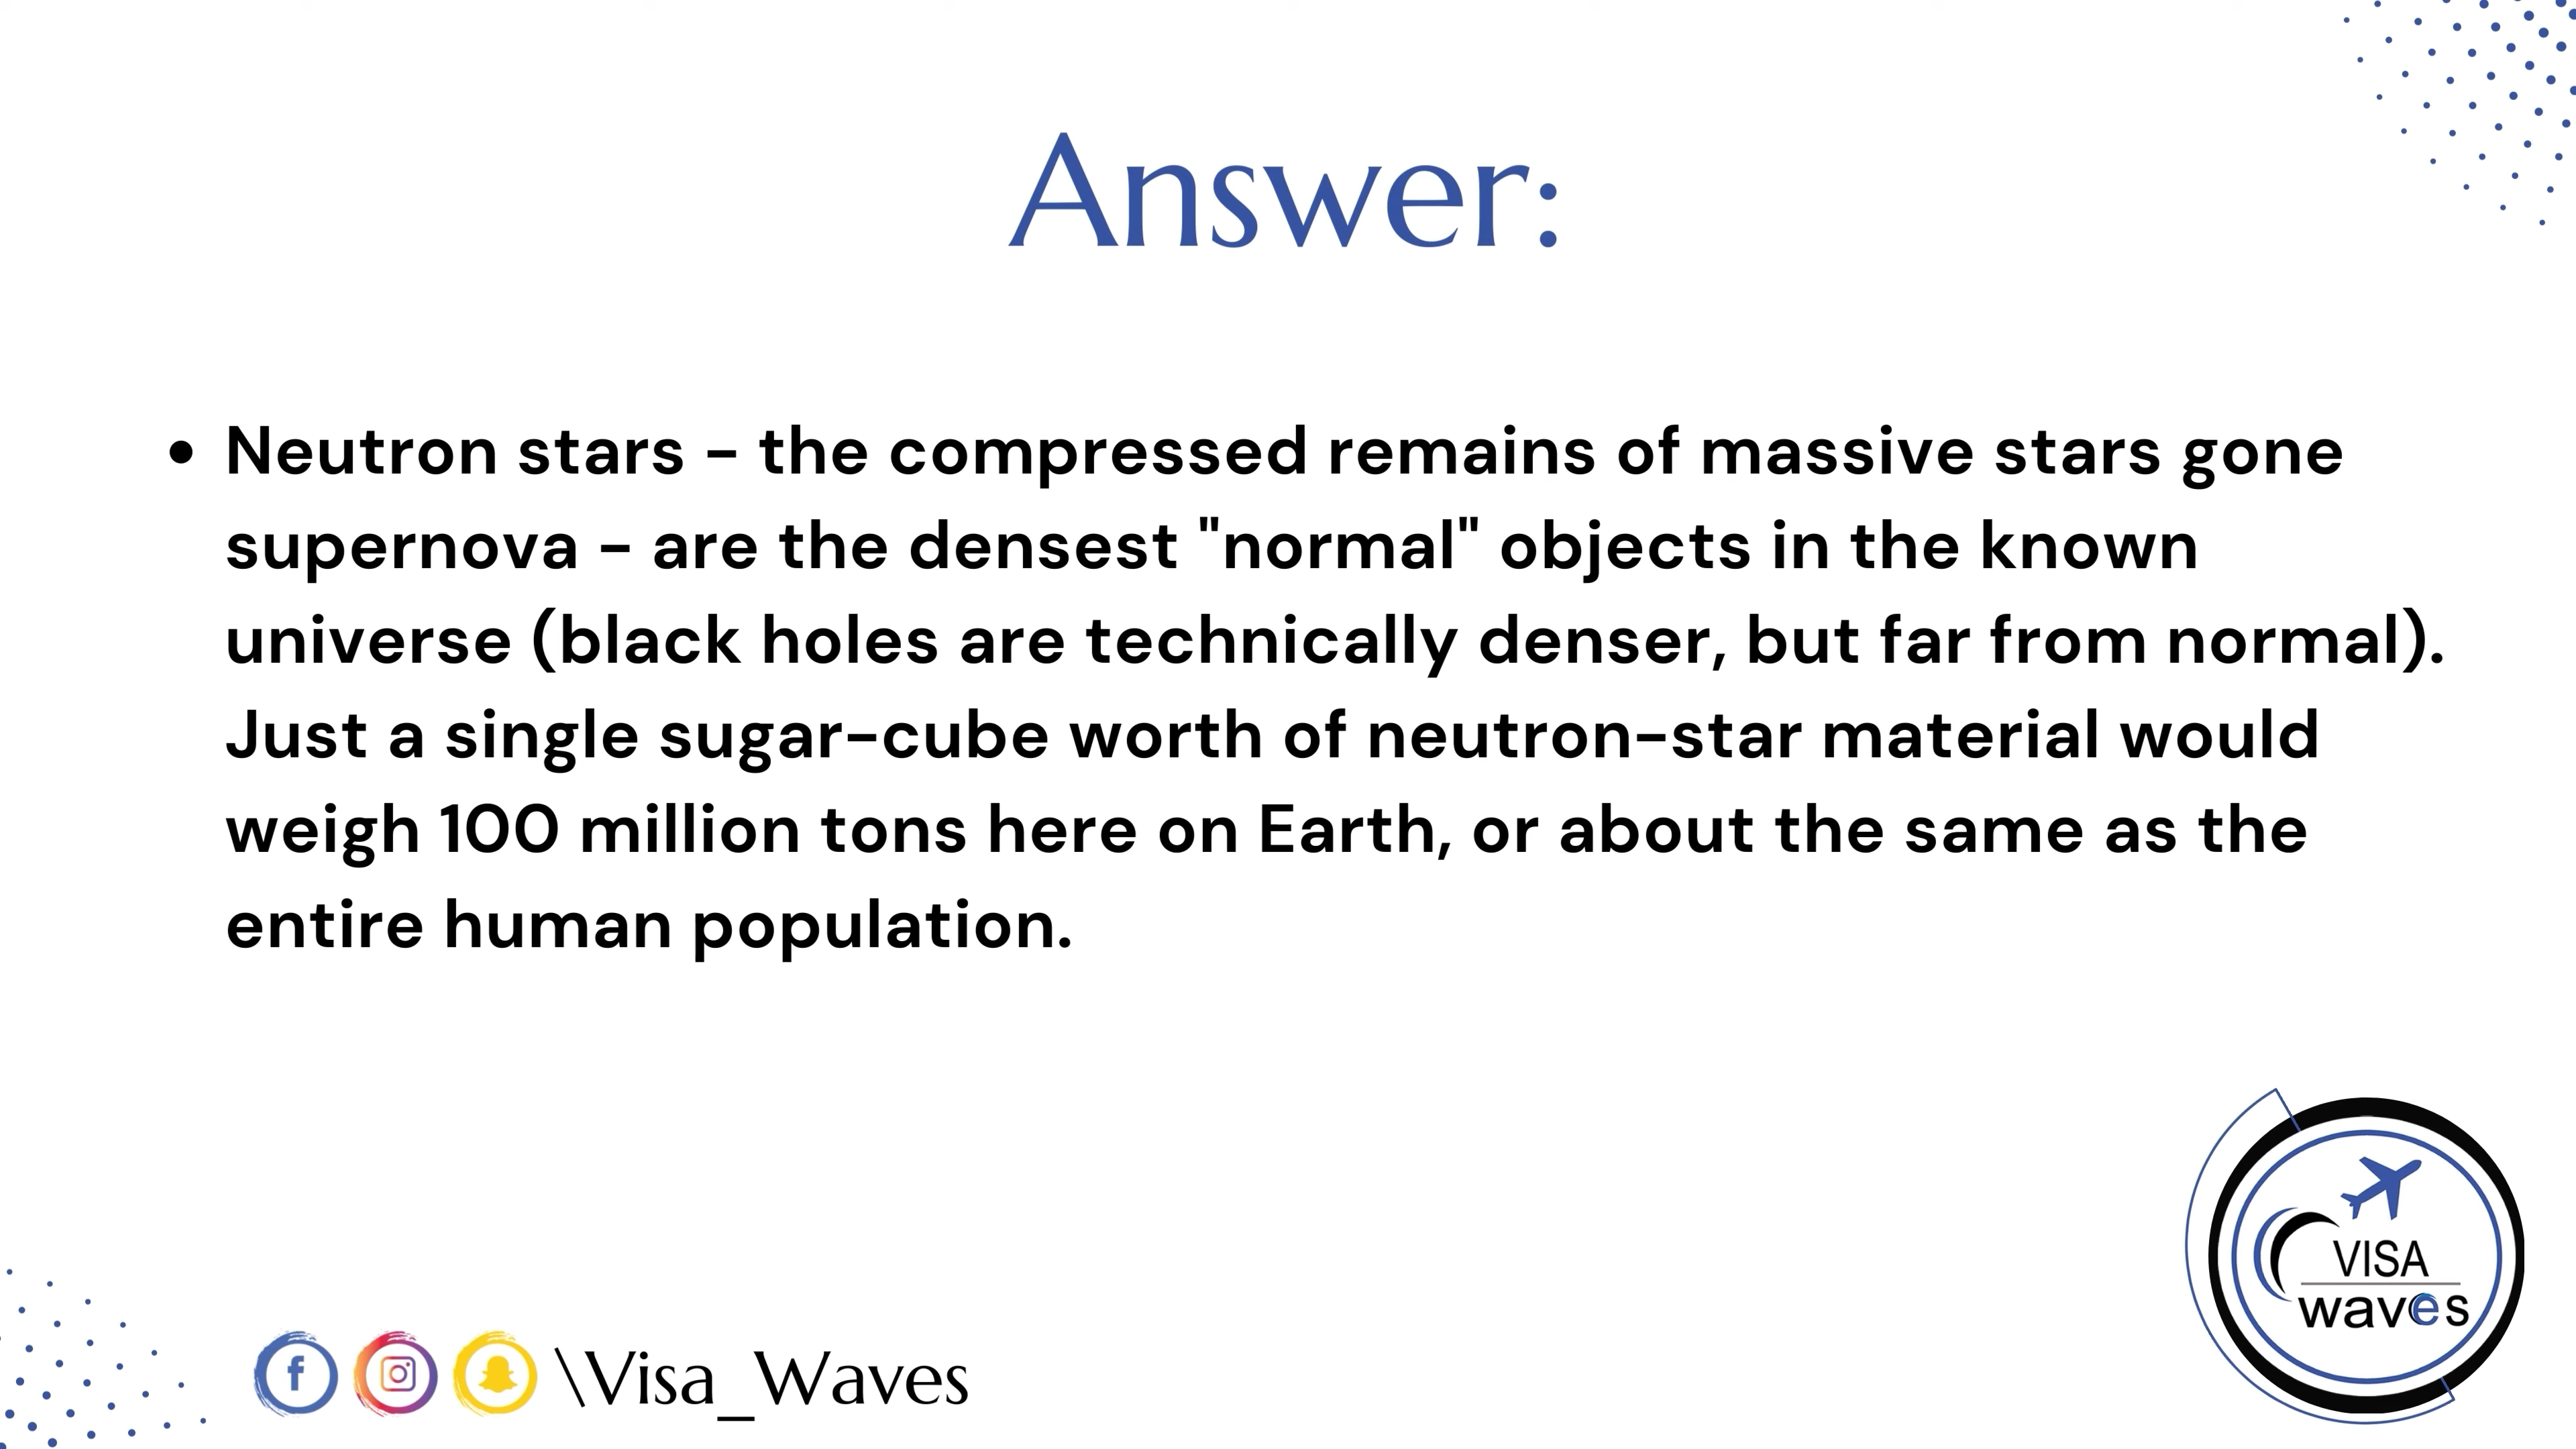 Answer:
• Neutron stars - the compressed remains of massive stars gone
supernova - are the densest "normal" objects in the known
universe (black holes are technically denser, but far from normal).
Just a single sugar-cube worth of neutron-star material would
weigh 100 million tons here on Earth, or about the same as the
entire human population.
VISA
waves
\Visa_Waves